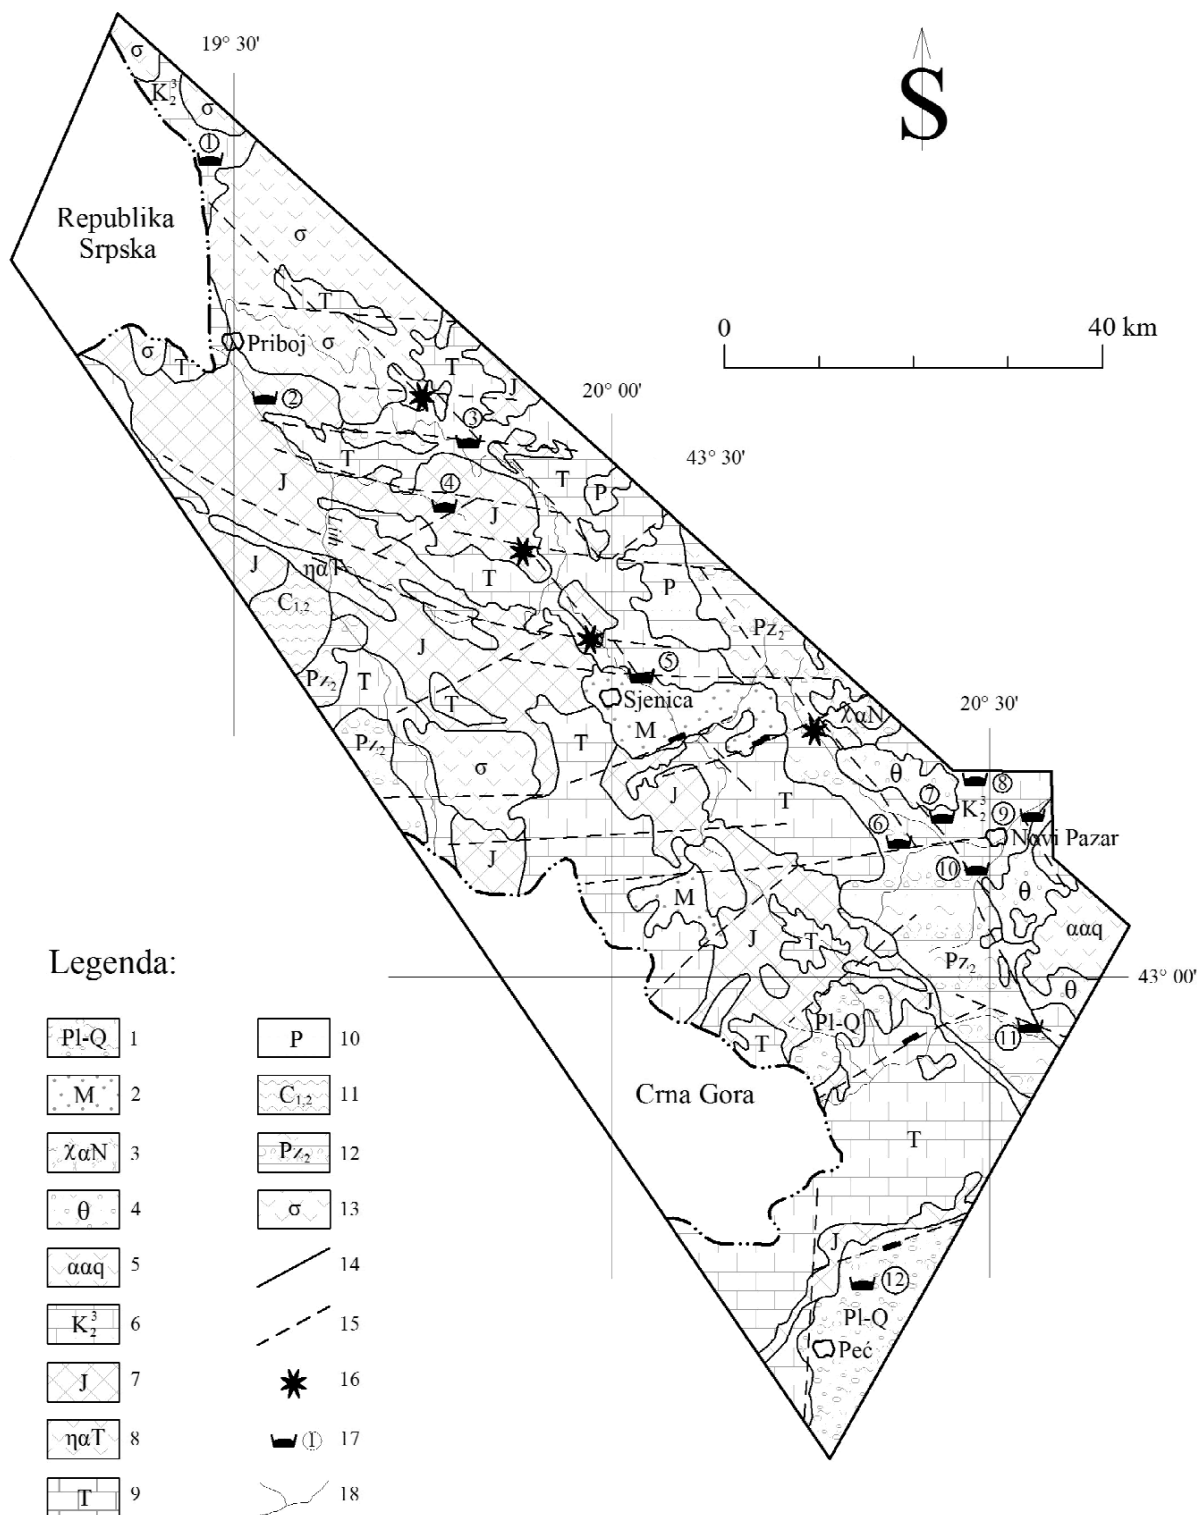 19° 30'
S
σ
K₂³
σ
1
Republika
Srpska
σ
T
0
40 km
Priboj
σ
σ
T
T
J
2
3
20° 00'
43° 30'
T
T
P
4
J
J
J
ηαT
T
P
C₁,₂
Pz₂
J
5
Pz₂
T
T
Sjenica
20° 30'
χαN
M
Pz₂
T
σ
θ
8
J
T
7
K₂³
9
6
Novi Pazar
J
10
M
θ
ααq
J
T
Pz₂
43° 00'
θ
J
Pl-Q
11
T
Crna Gora
T
J
12
Pl-Q
Peć
Legenda:
Pl-Q 1
M 2
χαN 3
θ 4
ααq 5
K₂³ 6
J 7
ηαT 8
T 9
P 10
C₁,₂ 11
Pz₂ 12
σ 13
14
15
16
1 17
18